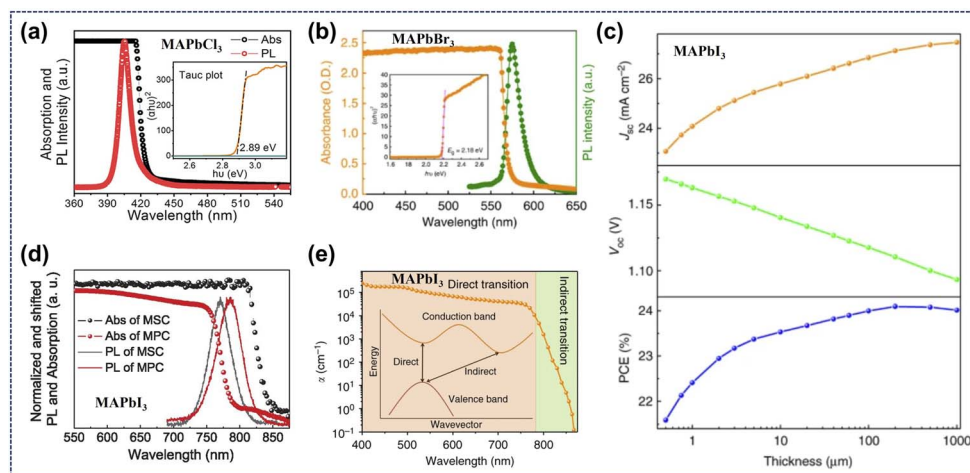 (a)
MAPbCl3
Abs
PL
Absorption and
PL Intensity (a.u.)
Tauc plot
(αhυ)2
300
200
100
0
2.89 eV
2.6 2.8 3.0
hυ (eV)
360 390 420 450 480 510 540
Wavelength (nm)
(b)
MAPbBr3
Absorbance (O.D.)
2.5
2.0
1.5
1.0
0.5
0.0
40
35
30
25
20
15
10
5
0
Eg = 2.18 eV
1.6 1.8 2.0 2.2 2.4 2.6
hυ (eV)
PL intensity (a.u.)
400 450 500 550 600 650
Wavelength (nm)
(c)
MAPbI3
Jsc (mA cm−2)
26
24
Voc (V)
1.15
1.10
PCE (%)
24
23
22
1 10 100 1000
Thickness (μm)
(d)
Normalized and shifted
PL and Absorption (a. u.)
Abs of MSC
Abs of MPC
PL of MSC
PL of MPC
MAPbI3
550 600 650 700 750 800 850
Wavelength (nm)
(e)
MAPbI3
Direct transition
Indirect transition
α (cm−1)
105
104
103
102
101
100
10−1
Conduction band
Energy
Direct
Indirect
Valence band
Wavevector
400 500 600 700 800
Wavelength (nm)